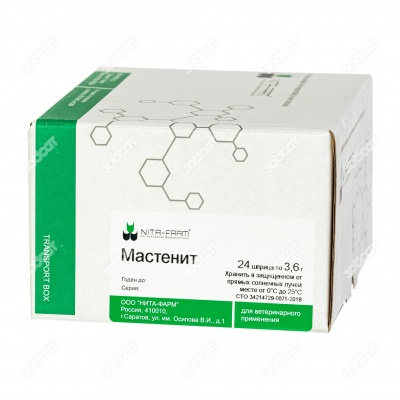 TRANSPORT BOX
NITA-FARM
Мастенит
Годен до:
Серия:
ООО "НИТА-ФАРМ"
Россия, 410010,
г.Саратов, ул. им. Осипова В.И., д.1
24 шприца по 3,6 г
Хранить в защищенном от
прямых солнечных лучей
месте от 0°С до 25°С
СТО 34214729-0071-2018
для ветеринарного
применения